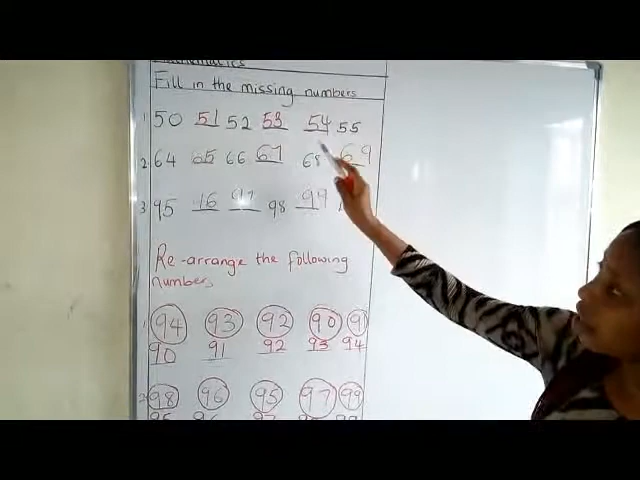 Mathematics
Fill in the missing numbers
1 50 51 52 53 54 55
2 64 65 66 67 68 69
3 95 96 97 98 99
Re-arrange the following
numbers
1 94 93 92 90 91
90 91 92 93 94
2 98 96 95 97 99